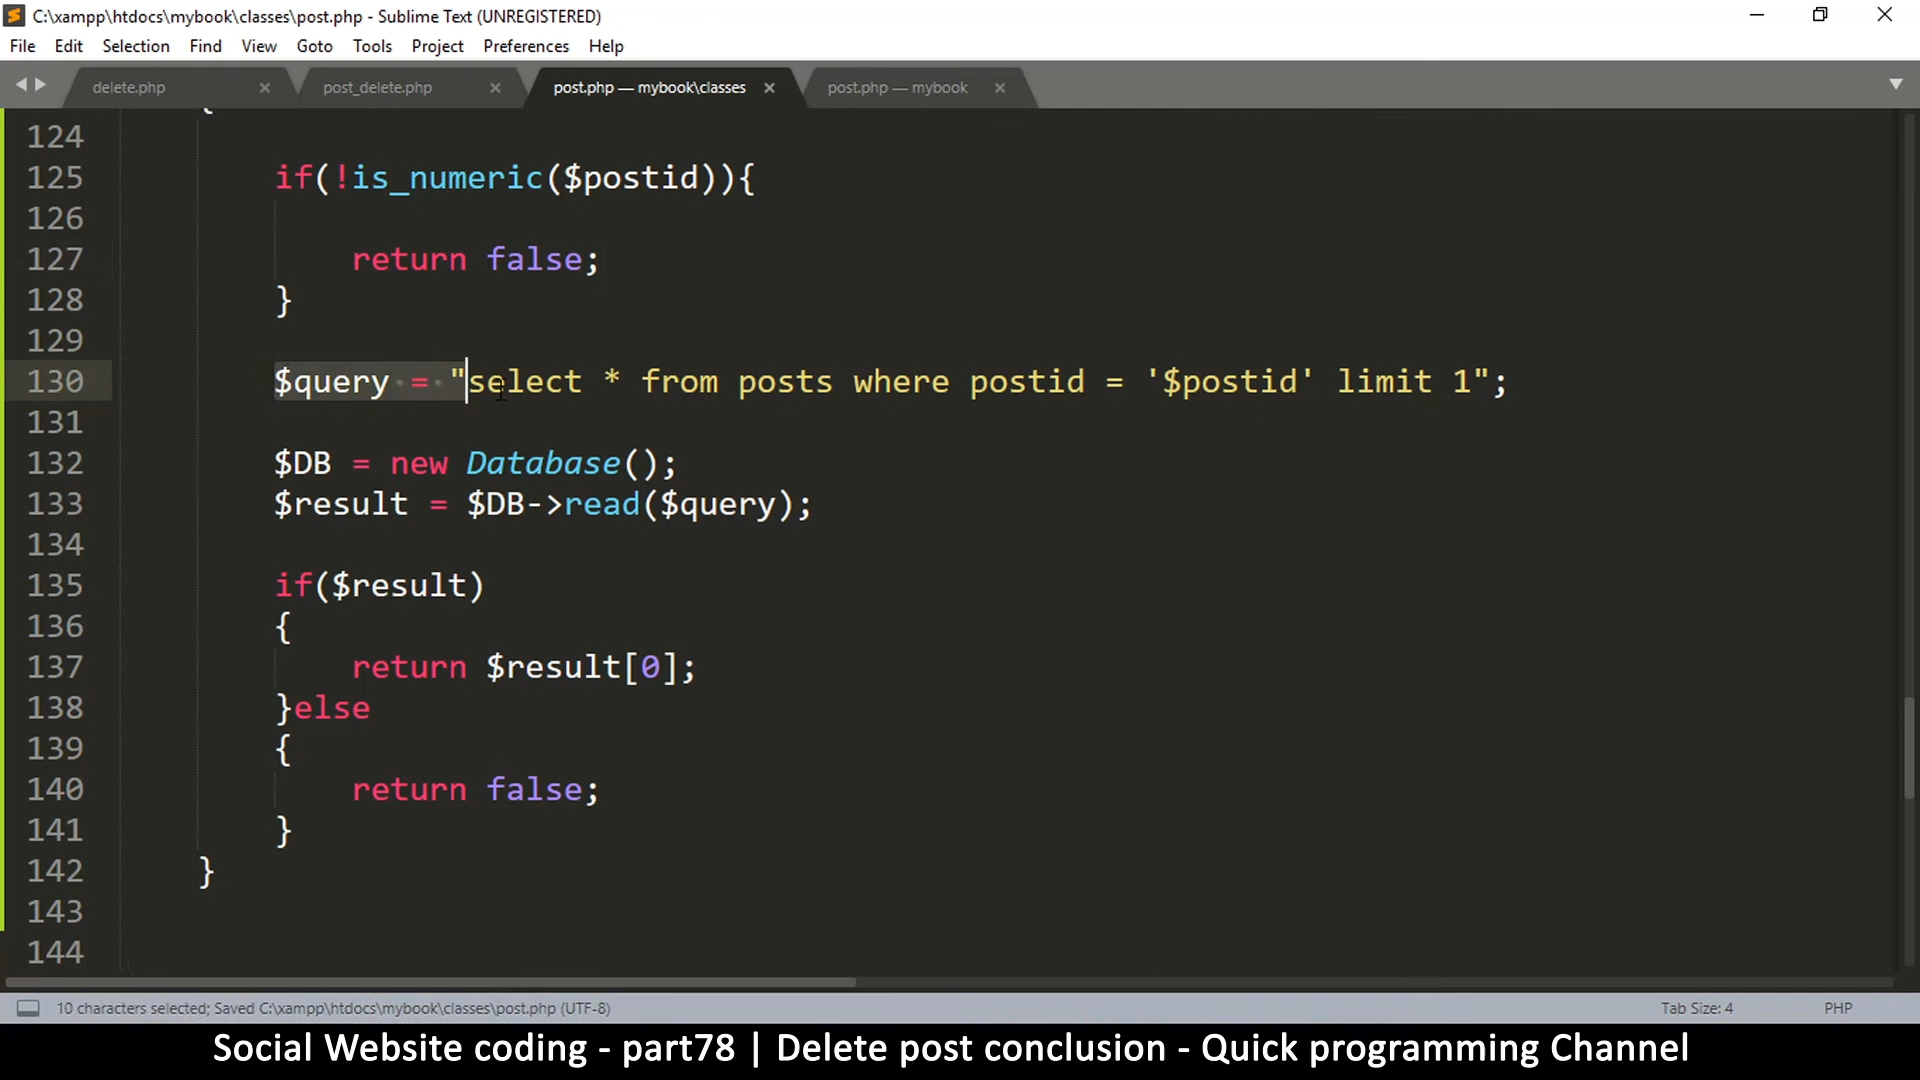 C:\xampp\htdocs\mybook\classes\post.php - Sublime Text (UNREGISTERED)
File Edit Selection Find View Goto Tools Project Preferences Help
delete.php post_delete.php post.php — mybook\classes post.php — mybook
{
124
125 if(!is_numeric($postid)){
126
127 return false;
128 }
129
130 $query = "select * from posts where postid = '$postid' limit 1";
131
132 $DB = new Database();
133 $result = $DB->read($query);
134
135 if($result)
136 {
137 return $result[0];
138 }else
139 {
140 return false;
141 }
142 }
143
144
10 characters selected; Saved C:\xampp\htdocs\mybook\classes\post.php (UTF-8) Tab Size: 4 PHP
Social Website coding - part78 | Delete post conclusion - Quick programming Channel